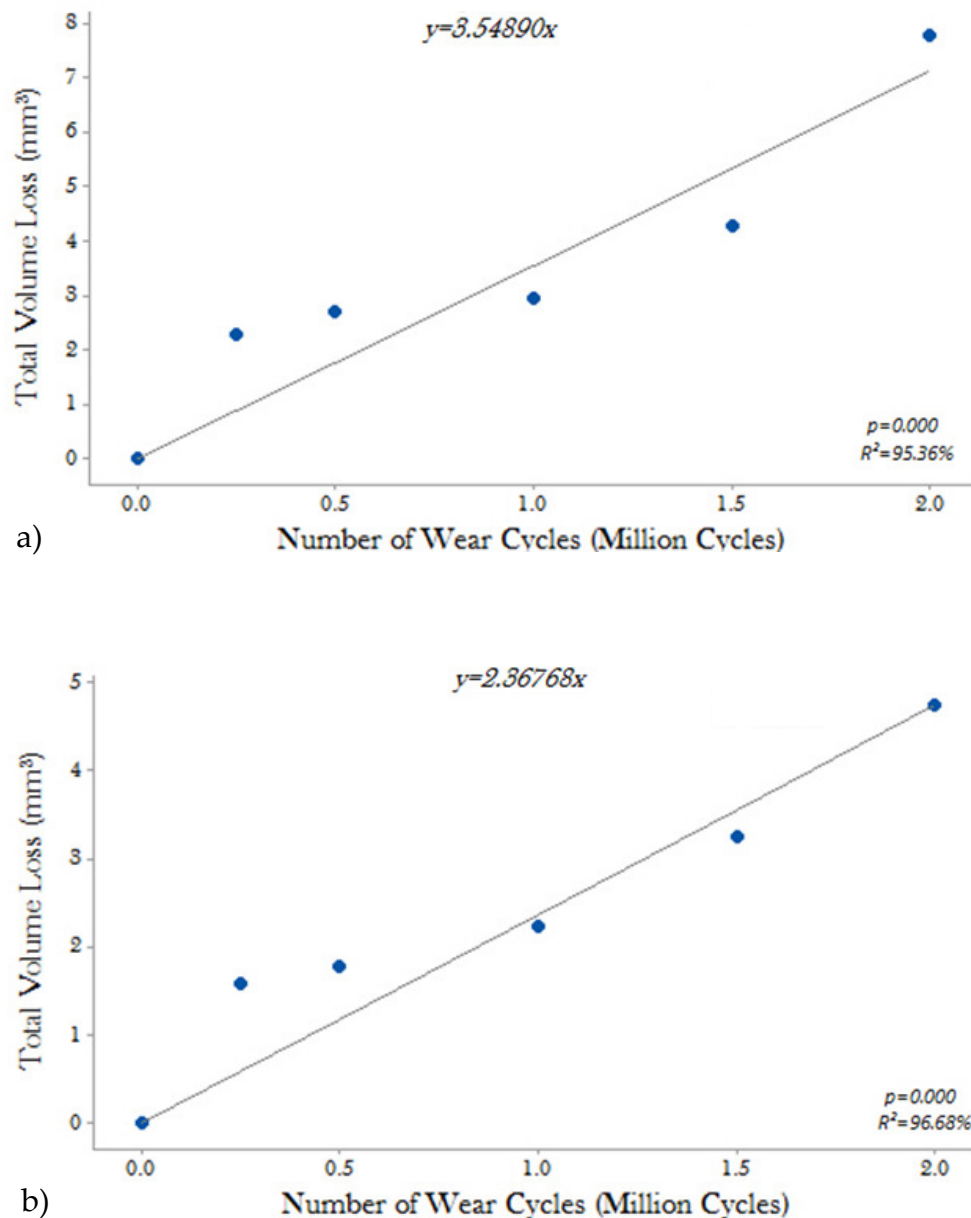 y=3.54890x
Total Volume Loss (mm³)
8
7
6
5
4
3
2
1
0
p=0.000
R²=95.36%
0.0 0.5 1.0 1.5 2.0
a)
Number of Wear Cycles (Million Cycles)
y=2.36768x
Total Volume Loss (mm³)
5
4
3
2
1
0
p=0.000
R²=96.68%
0.0 0.5 1.0 1.5 2.0
b)
Number of Wear Cycles (Million Cycles)